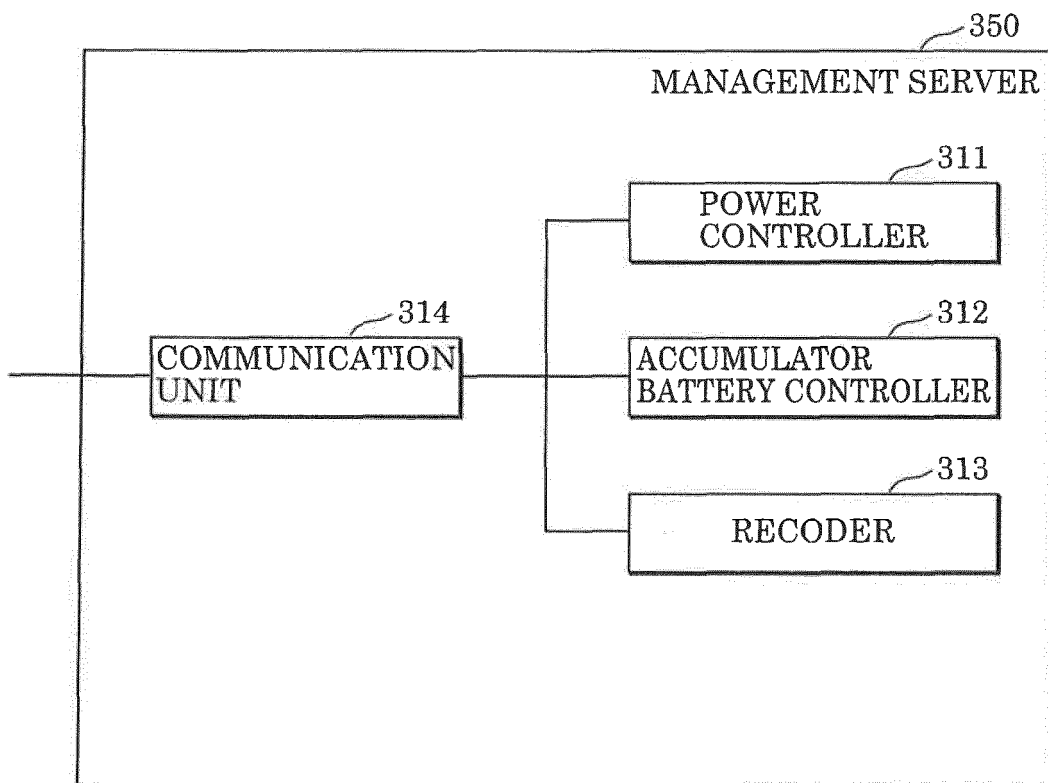 350
MANAGEMENT SERVER
311
POWER
CONTROLLER
314
COMMUNICATION
UNIT
312
ACCUMULATOR
BATTERY CONTROLLER
313
RECODER